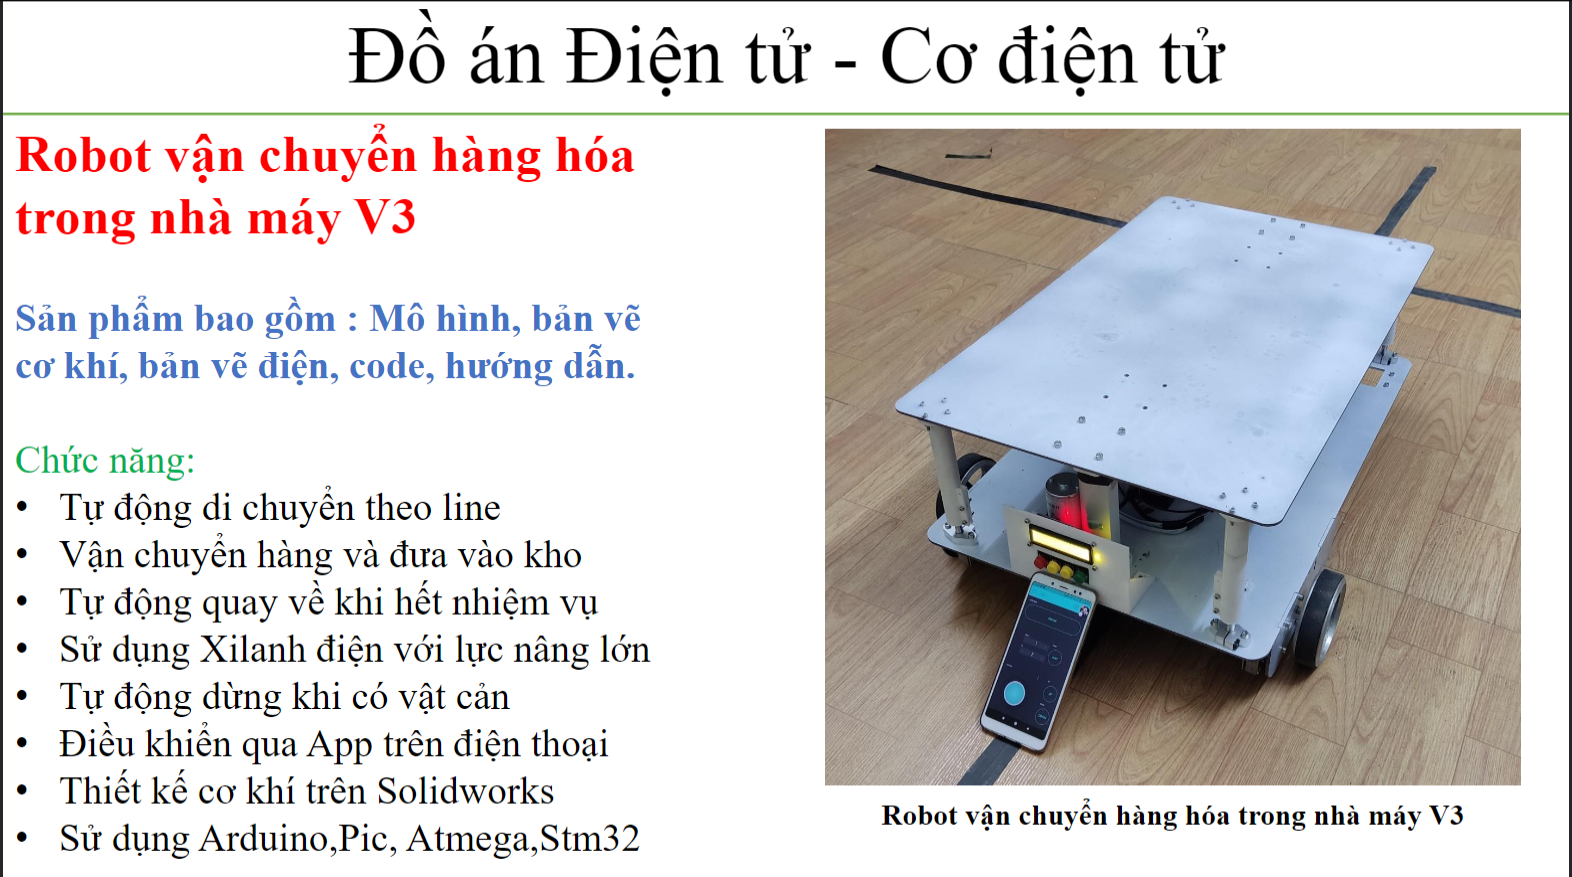 Đồ án Điện tử - Cơ điện tử
Robot vận chuyển hàng hóa
trong nhà máy V3
Sản phẩm bao gồm : Mô hình, bản vẽ
cơ khí, bản vẽ điện, code, hướng dẫn.
Chức năng:
• Tự động di chuyển theo line
• Vận chuyển hàng và đưa vào kho
• Tự động quay về khi hết nhiệm vụ
• Sử dụng Xilanh điện với lực nâng lớn
• Tự động dừng khi có vật cản
• Điều khiển qua App trên điện thoại
• Thiết kế cơ khí trên Solidworks
• Sử dụng Arduino,Pic, Atmega,Stm32
Robot vận chuyển hàng hóa trong nhà máy V3